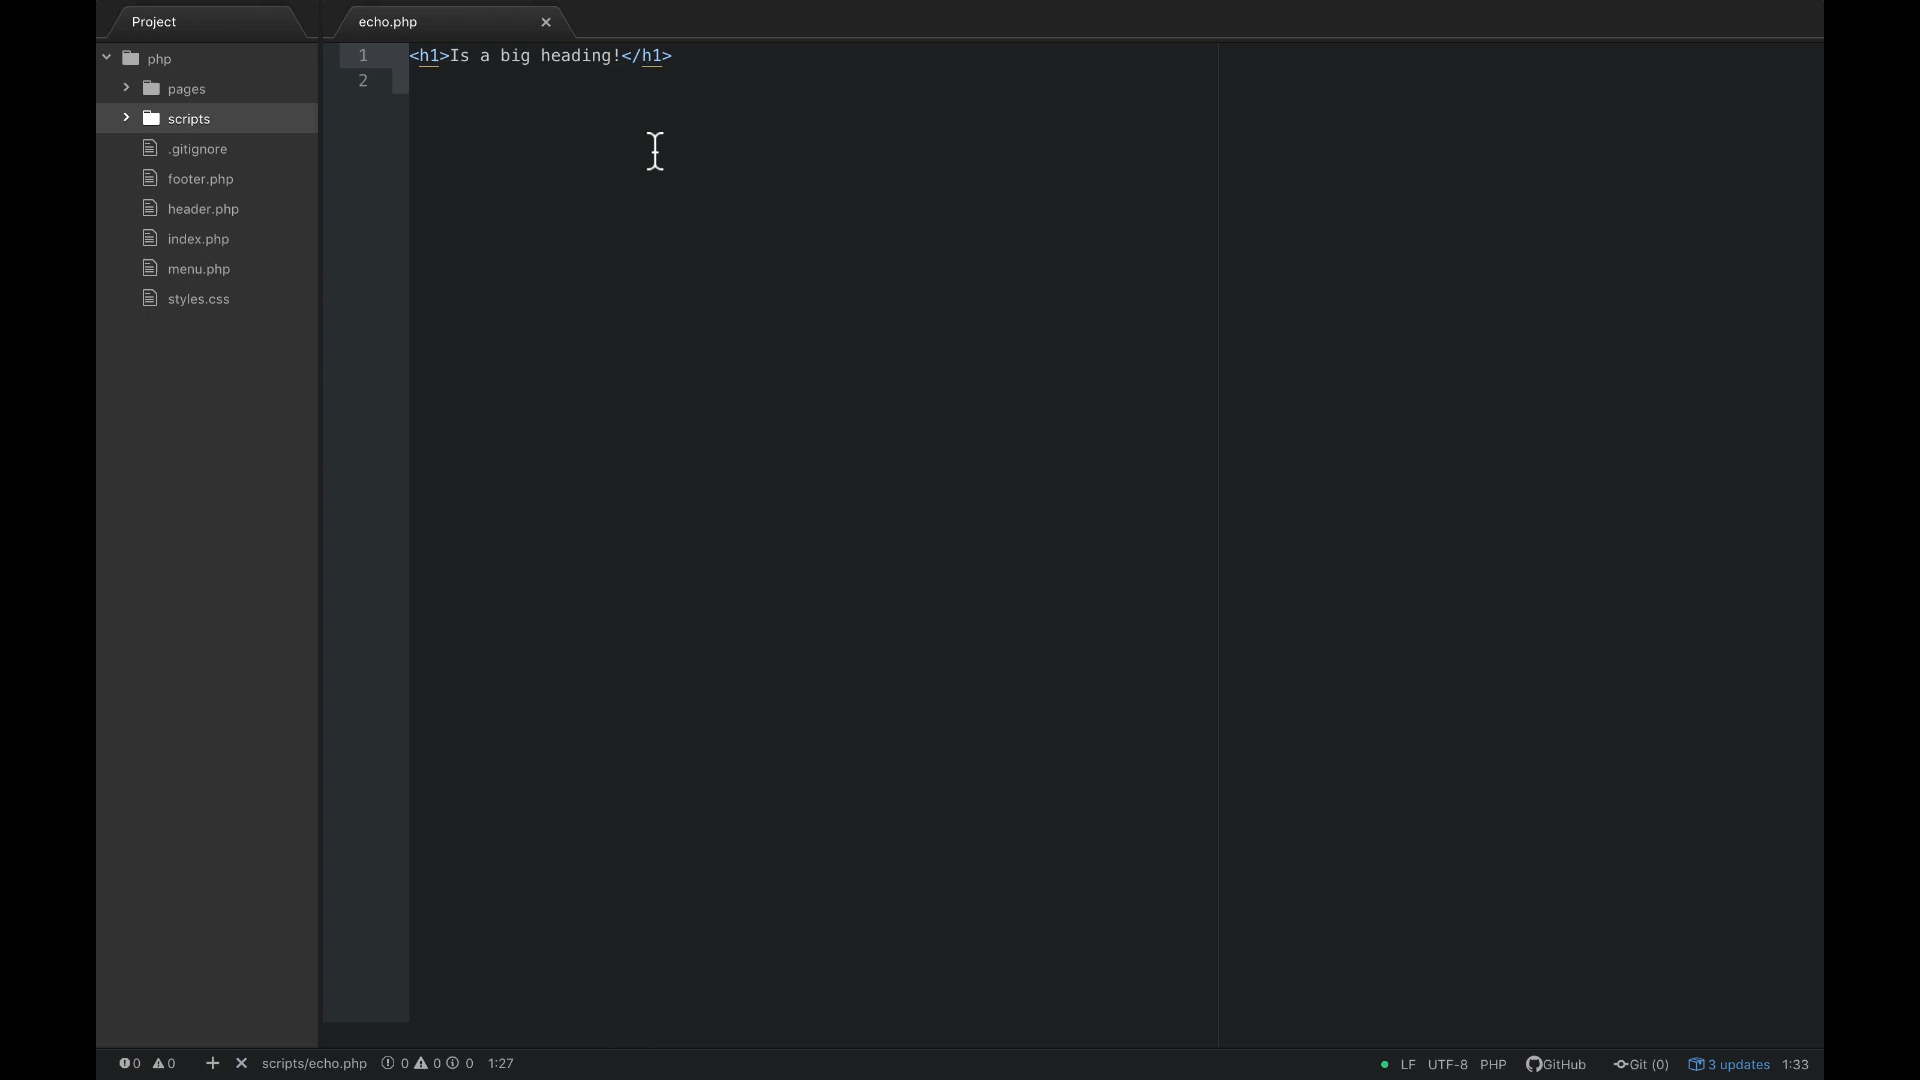 Project
echo.php
php
pages
scripts
.gitignore
footer.php
header.php
index.php
menu.php
styles.css
1 <h1>Is a big heading!</h1>
2
0 0 scripts/echo.php 0 0 0 1:27 LF UTF-8 PHP GitHub Git (0) 3 updates 1:33